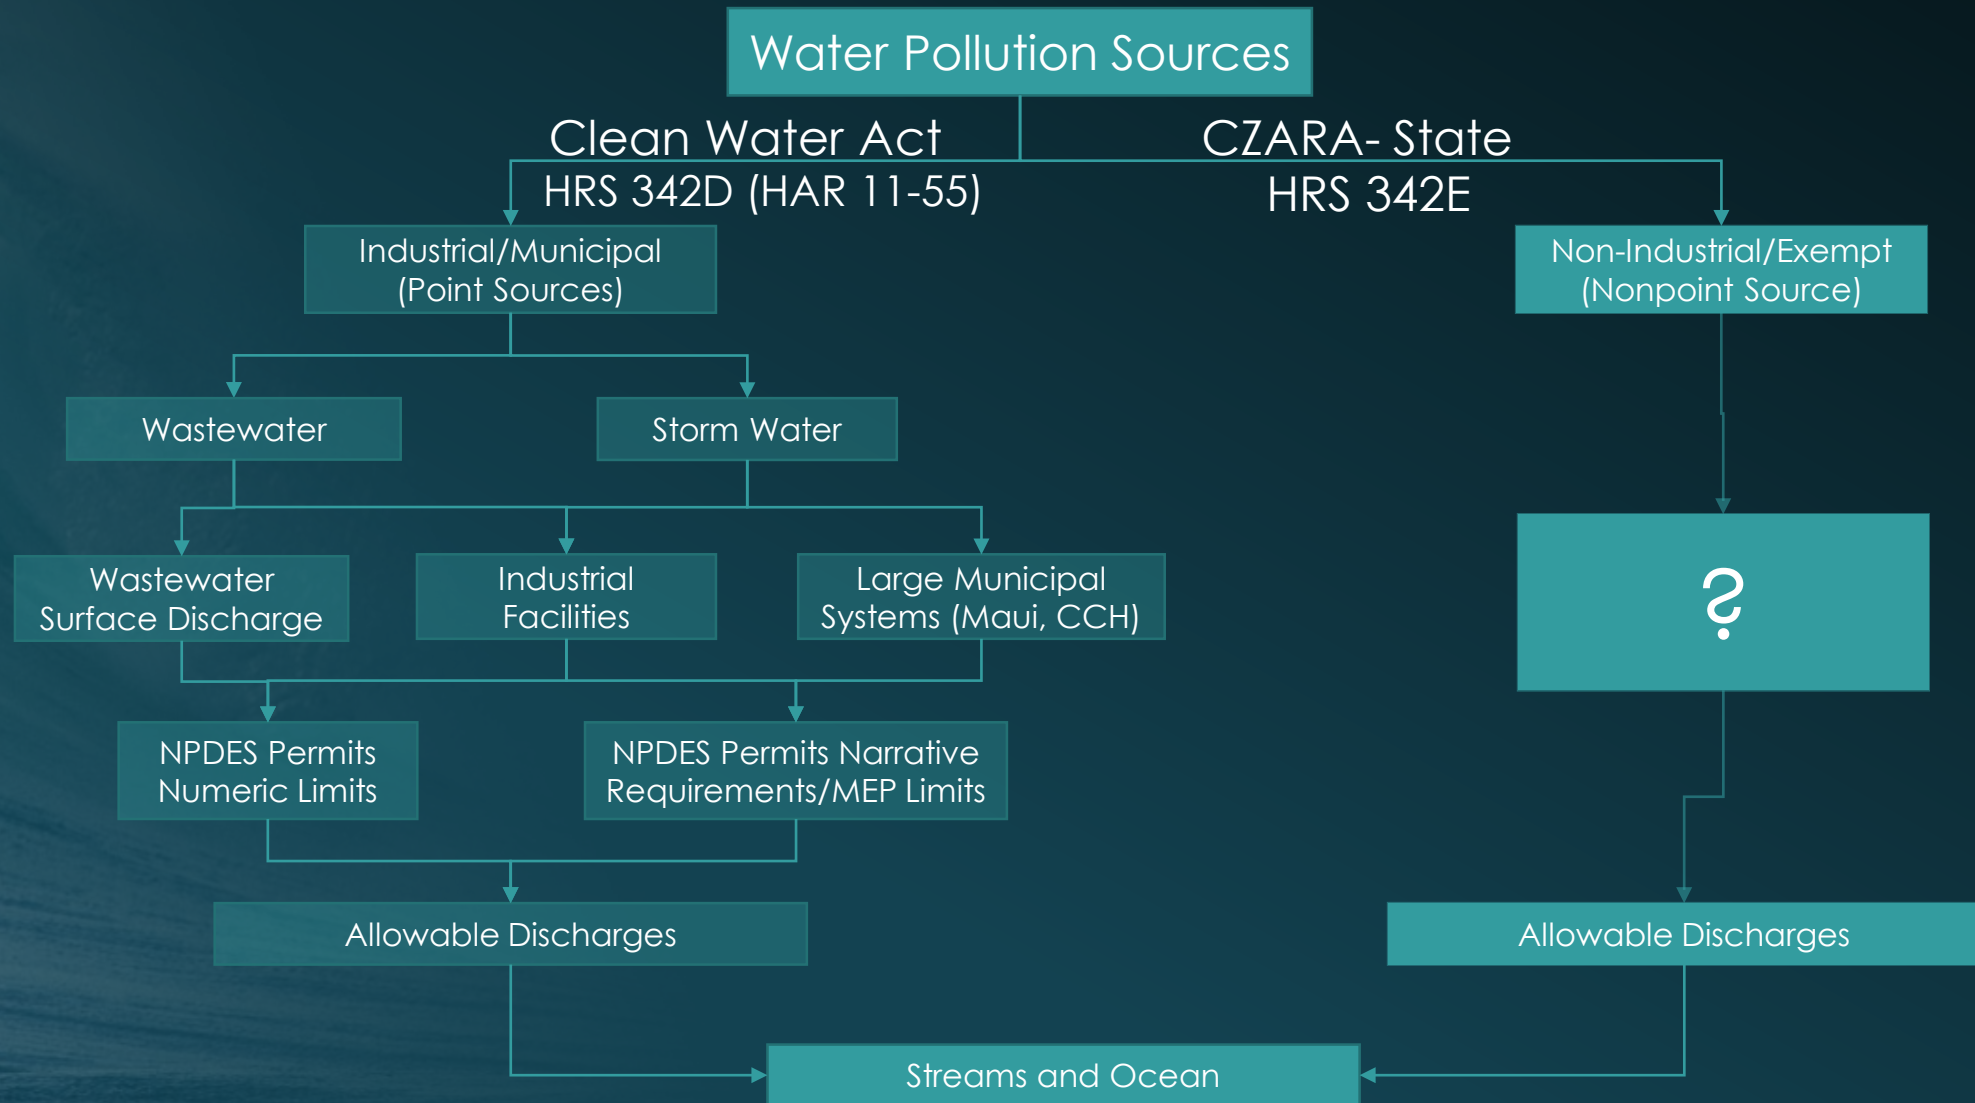 Water Pollution Sources
Clean Water Act
HRS 342D (HAR 11-55)
CZARA- State
HRS 342E
Industrial/Municipal
(Point Sources)
Non-Industrial/Exempt
(Nonpoint Source)
Wastewater
Storm Water
Wastewater
Surface Discharge
Industrial
Facilities
Large Municipal
Systems (Maui, CCH)
?
NPDES Permits
Numeric Limits
NPDES Permits Narrative
Requirements/MEP Limits
Allowable Discharges
Allowable Discharges
Streams and Ocean